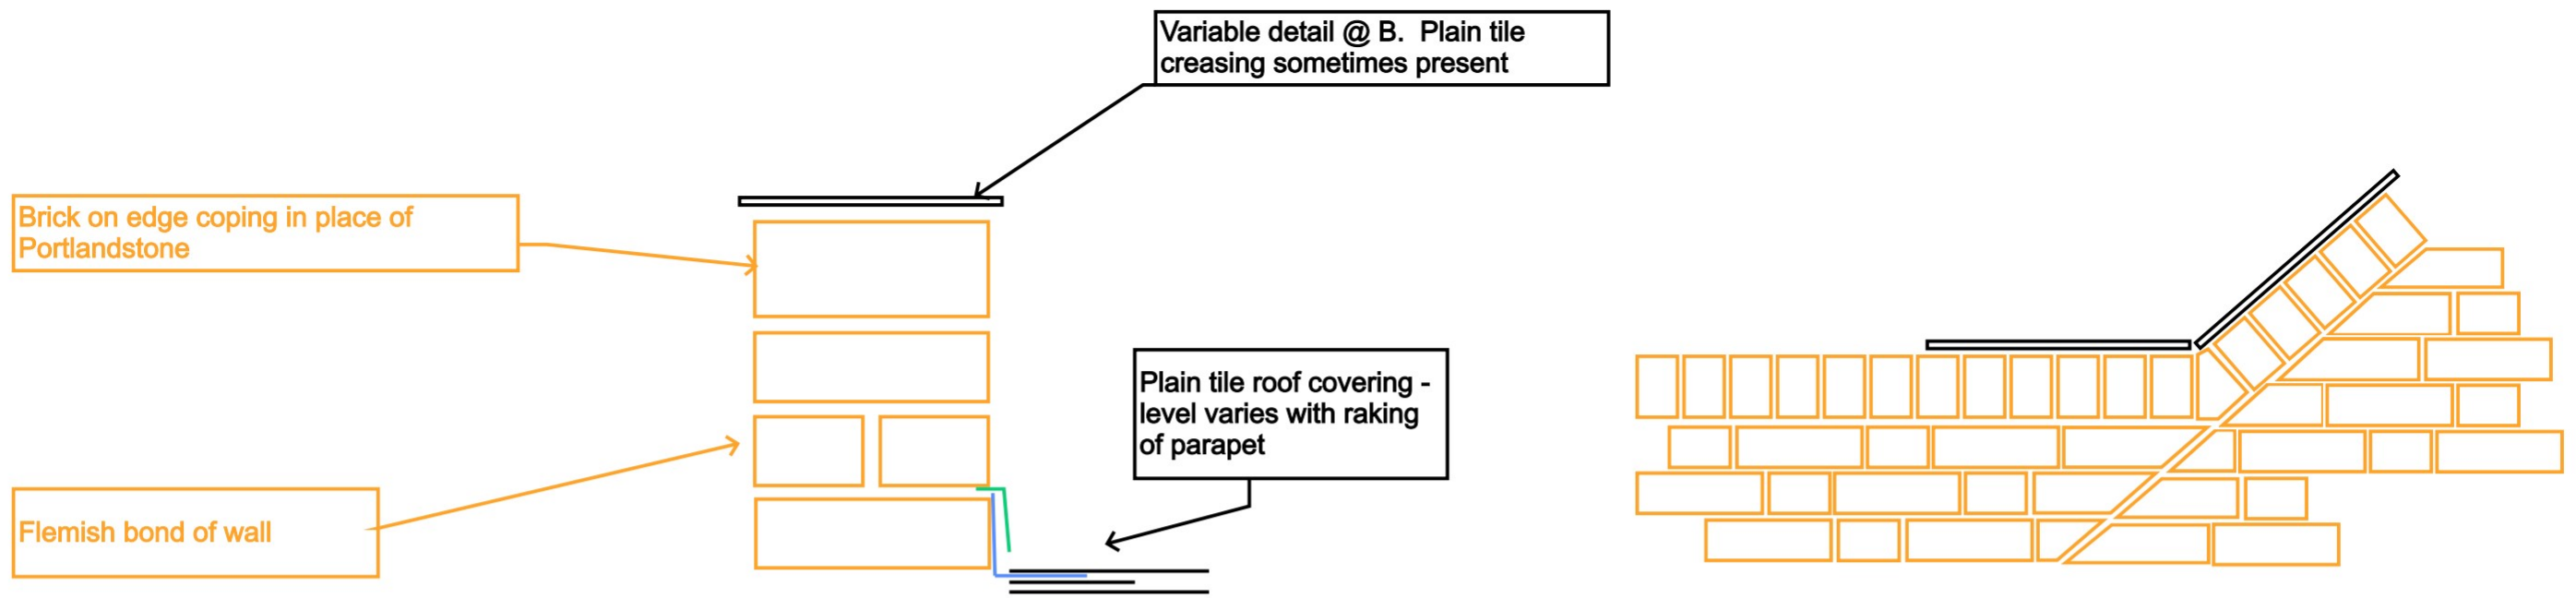 Variable detail @ B.  Plain tile
creasing sometimes present
Brick on edge coping in place of
Portlandstone
Plain tile roof covering -
level varies with raking
of parapet
Flemish bond of wall